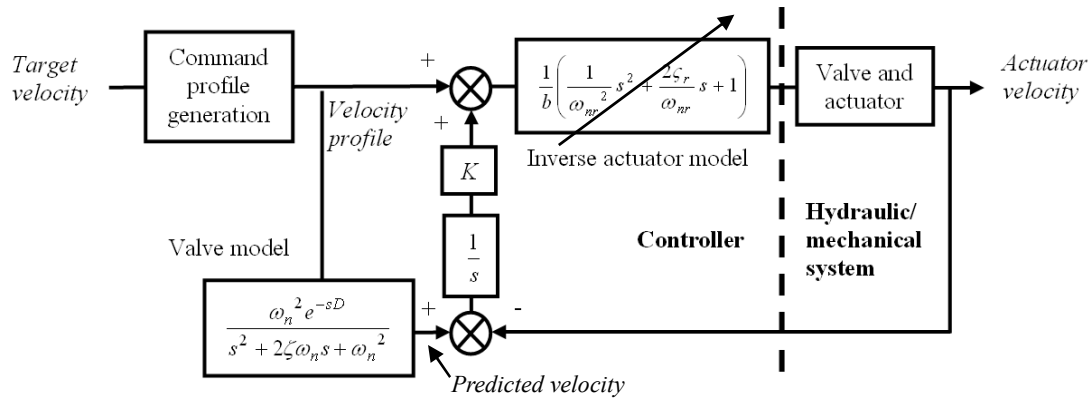 Target
velocity
Command
profile
generation
Velocity
profile
+
+
1/b ( 1/ω_nr² s² + 2ς_r/ω_nr s + 1 )
Inverse actuator model
Valve and
actuator
Actuator
velocity
K
1/s
Controller
Hydraulic/
mechanical
system
Valve model
ω_n² e^{-sD} / s² + 2ζω_n s + ω_n²
+
-
Predicted velocity